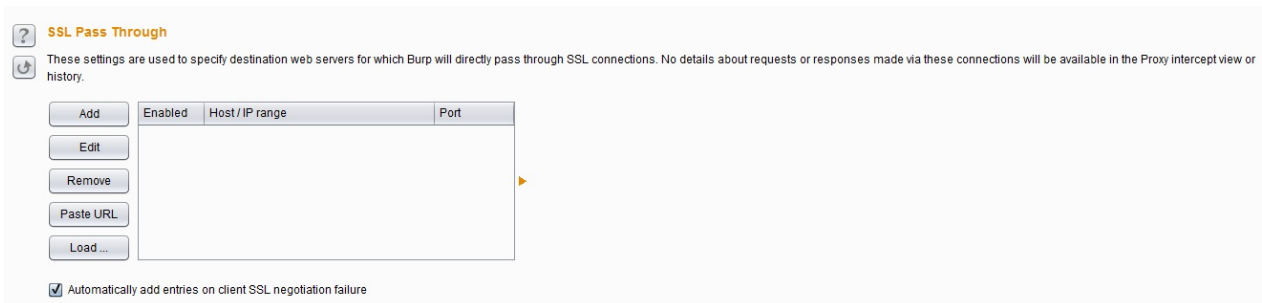 ?
SSL Pass Through
These settings are used to specify destination web servers for which Burp will directly pass through SSL connections. No details about requests or responses made via these connections will be available in the Proxy intercept view or
history.
Add
Enabled Host / IP range Port
Edit
Remove
Paste URL
Load ...
Automatically add entries on client SSL negotiation failure